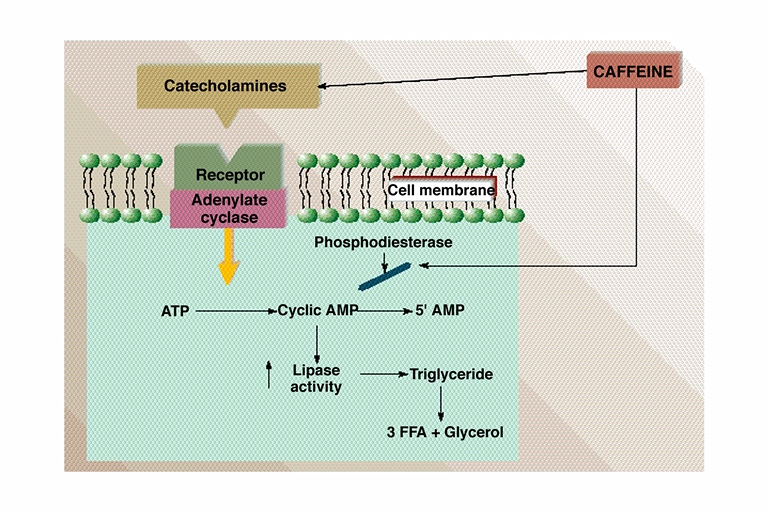 CAFFEINE
Catecholamines
Receptor
Adenylate
cyclase
Cell membrane
Phosphodiesterase
ATP
Cyclic AMP
5' AMP
Lipase
activity
Triglyceride
3 FFA + Glycerol